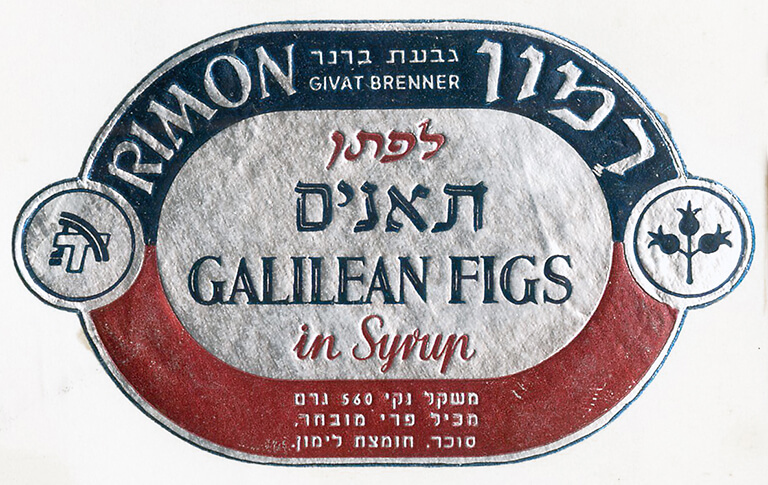 RIMON
גבעת ברנר
GIVAT BRENNER
רמון
לפתן
תאנים
GALILEAN FIGS
in Syrup
משקל נקי 560 גרם
מכיל פרי מובחר,
סוכר, חומצת לימון.